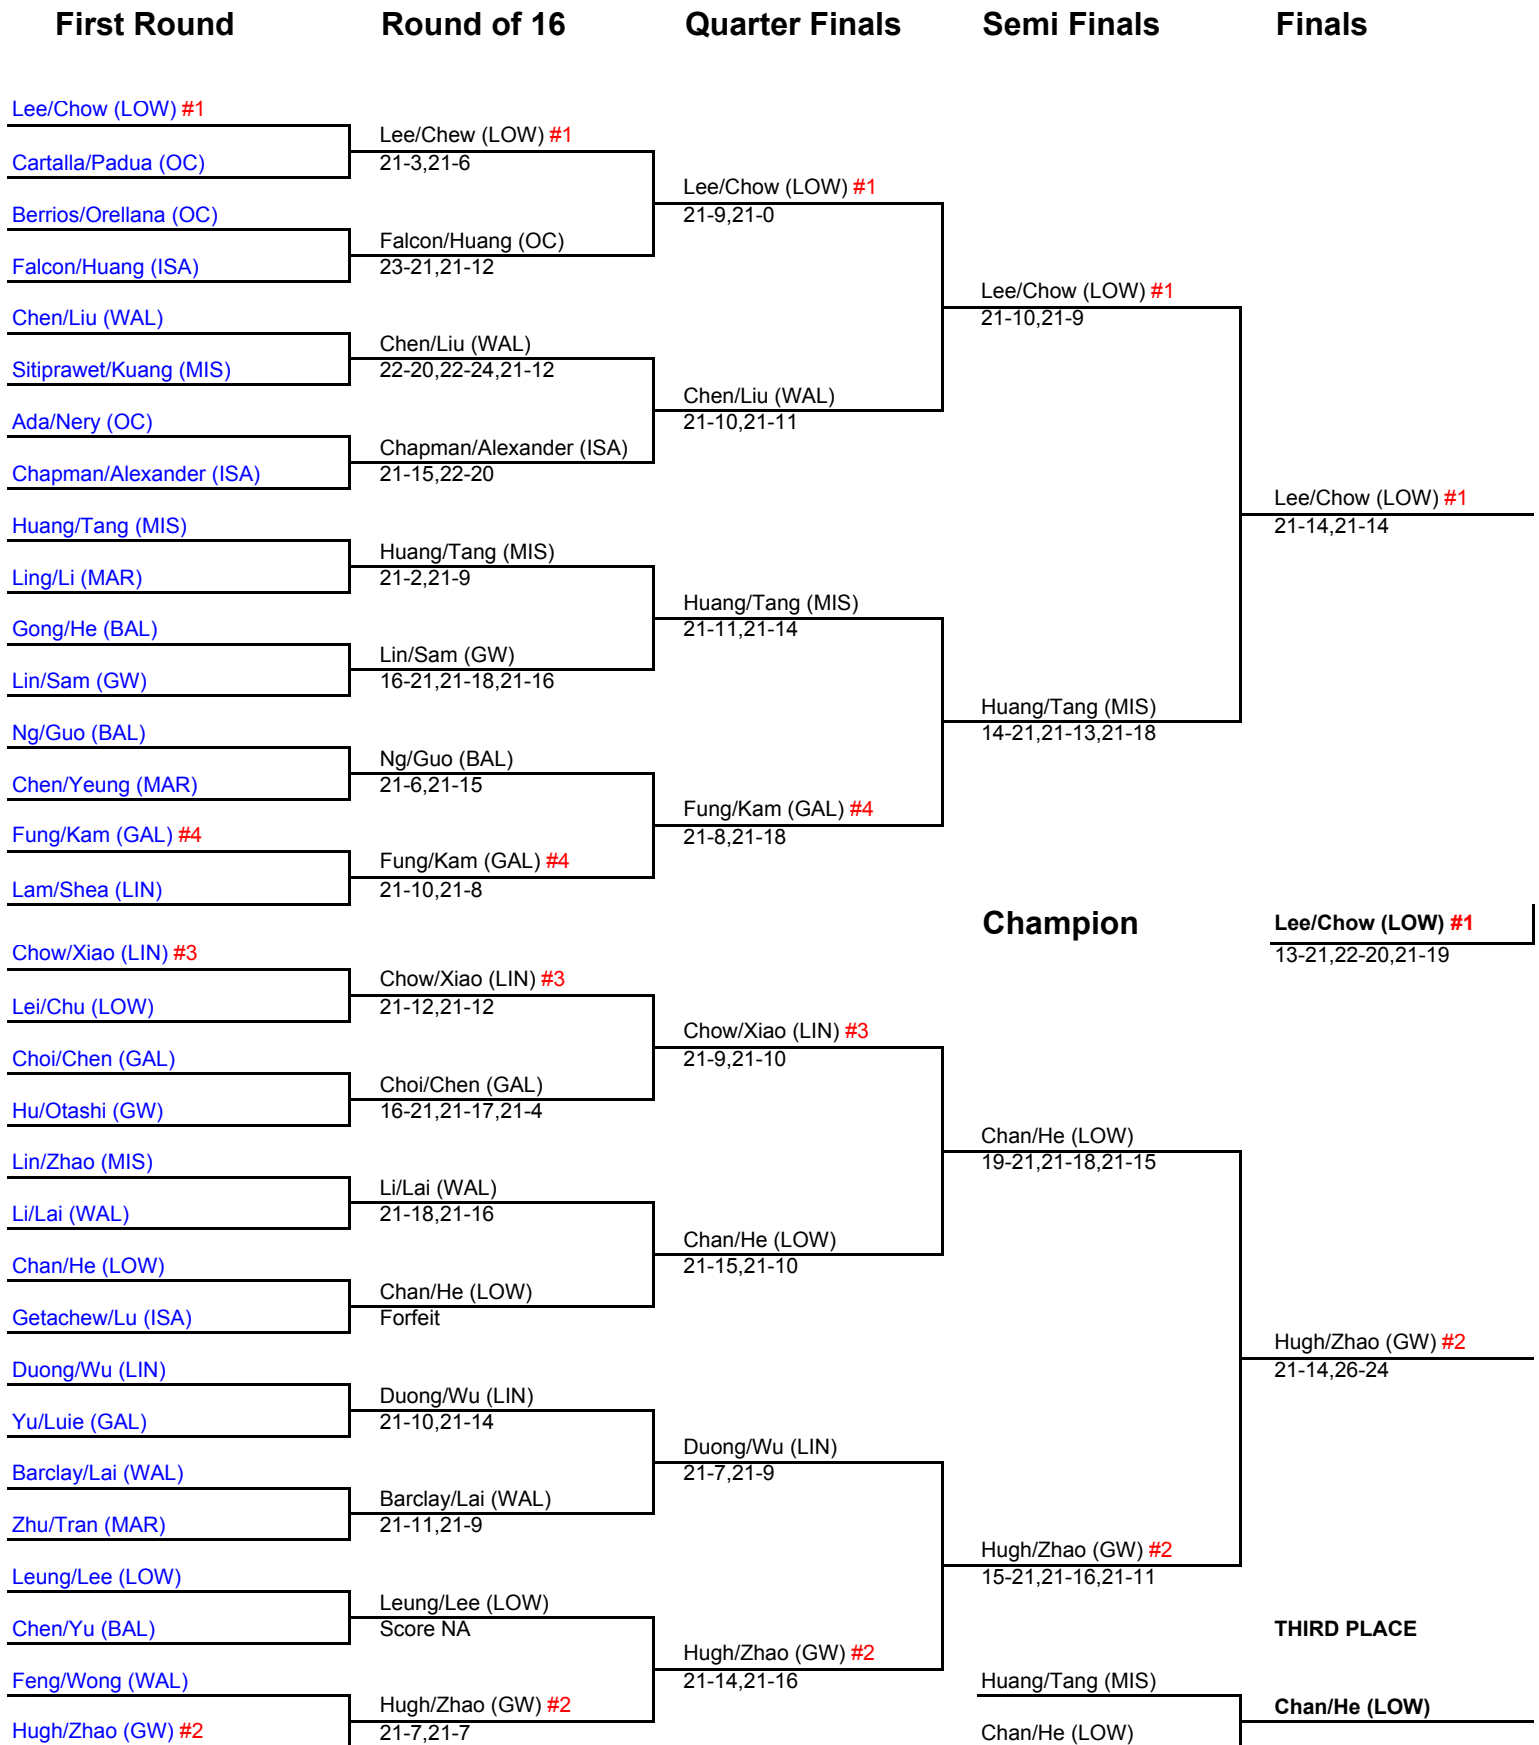 First Round
Round of 16
Quarter Finals
Semi Finals
Finals
Lee/Chow (LOW) #1
Cartalla/Padua (OC)
Berrios/Orellana (OC)
Falcon/Huang (ISA)
Chen/Liu (WAL)
Sitiprawet/Kuang (MIS)
Ada/Nery (OC)
Chapman/Alexander (ISA)
Huang/Tang (MIS)
Ling/Li (MAR)
Gong/He (BAL)
Lin/Sam (GW)
Ng/Guo (BAL)
Chen/Yeung (MAR)
Fung/Kam (GAL) #4
Lam/Shea (LIN)
Chow/Xiao (LIN) #3
Lei/Chu (LOW)
Choi/Chen (GAL)
Hu/Otashi (GW)
Lin/Zhao (MIS)
Li/Lai (WAL)
Chan/He (LOW)
Getachew/Lu (ISA)
Duong/Wu (LIN)
Yu/Luie (GAL)
Barclay/Lai (WAL)
Zhu/Tran (MAR)
Leung/Lee (LOW)
Chen/Yu (BAL)
Feng/Wong (WAL)
Hugh/Zhao (GW) #2
Lee/Chew (LOW) #1
21-3,21-6
Falcon/Huang (OC)
23-21,21-12
Chen/Liu (WAL)
22-20,22-24,21-12
Chapman/Alexander (ISA)
21-15,22-20
Huang/Tang (MIS)
21-2,21-9
Lin/Sam (GW)
16-21,21-18,21-16
Ng/Guo (BAL)
21-6,21-15
Fung/Kam (GAL) #4
21-10,21-8
Chow/Xiao (LIN) #3
21-12,21-12
Choi/Chen (GAL)
16-21,21-17,21-4
Li/Lai (WAL)
21-18,21-16
Chan/He (LOW)
Forfeit
Duong/Wu (LIN)
21-10,21-14
Barclay/Lai (WAL)
21-11,21-9
Leung/Lee (LOW)
Score NA
Hugh/Zhao (GW) #2
21-7,21-7
Lee/Chow (LOW) #1
21-9,21-0
Chen/Liu (WAL)
21-10,21-11
Huang/Tang (MIS)
21-11,21-14
Fung/Kam (GAL) #4
21-8,21-18
Chow/Xiao (LIN) #3
21-9,21-10
Chan/He (LOW)
21-15,21-10
Duong/Wu (LIN)
21-7,21-9
Hugh/Zhao (GW) #2
21-14,21-16
Lee/Chow (LOW) #1
21-10,21-9
Huang/Tang (MIS)
14-21,21-13,21-18
Champion
Chan/He (LOW)
19-21,21-18,21-15
Hugh/Zhao (GW) #2
15-21,21-16,21-11
Huang/Tang (MIS)
Chan/He (LOW)
Lee/Chow (LOW) #1
21-14,21-14
Lee/Chow (LOW) #1
13-21,22-20,21-19
Hugh/Zhao (GW) #2
21-14,26-24
THIRD PLACE
Chan/He (LOW)